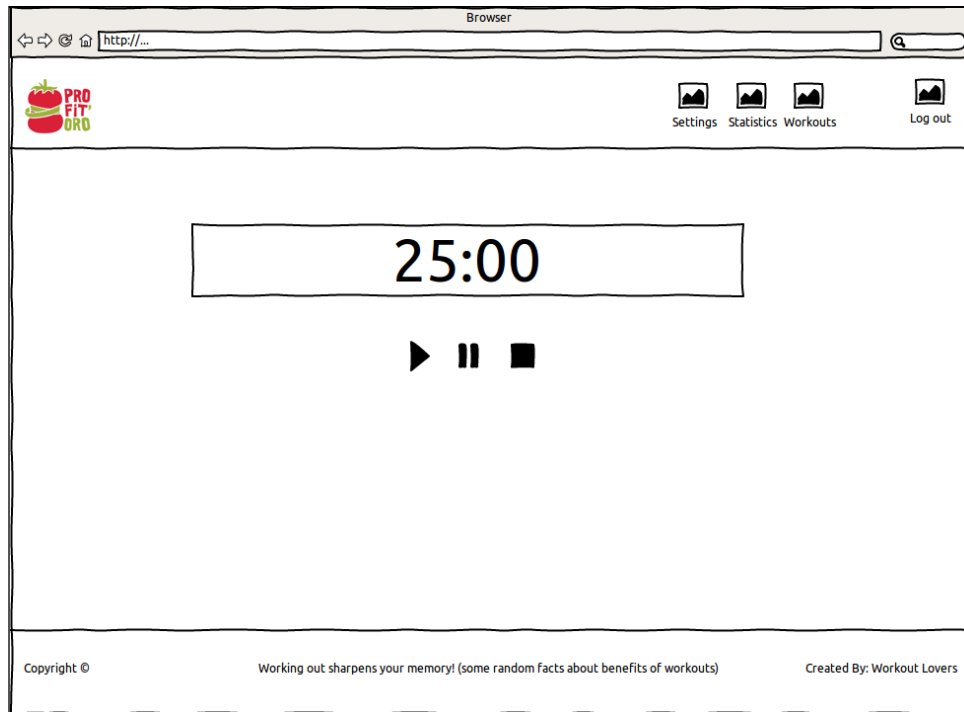 Browser
http://...
PRO
FiT'
ORO
Settings Statistics Workouts Log out
25:00
Copyright © Working out sharpens your memory! (some random facts about benefits of workouts) Created By: Workout Lovers